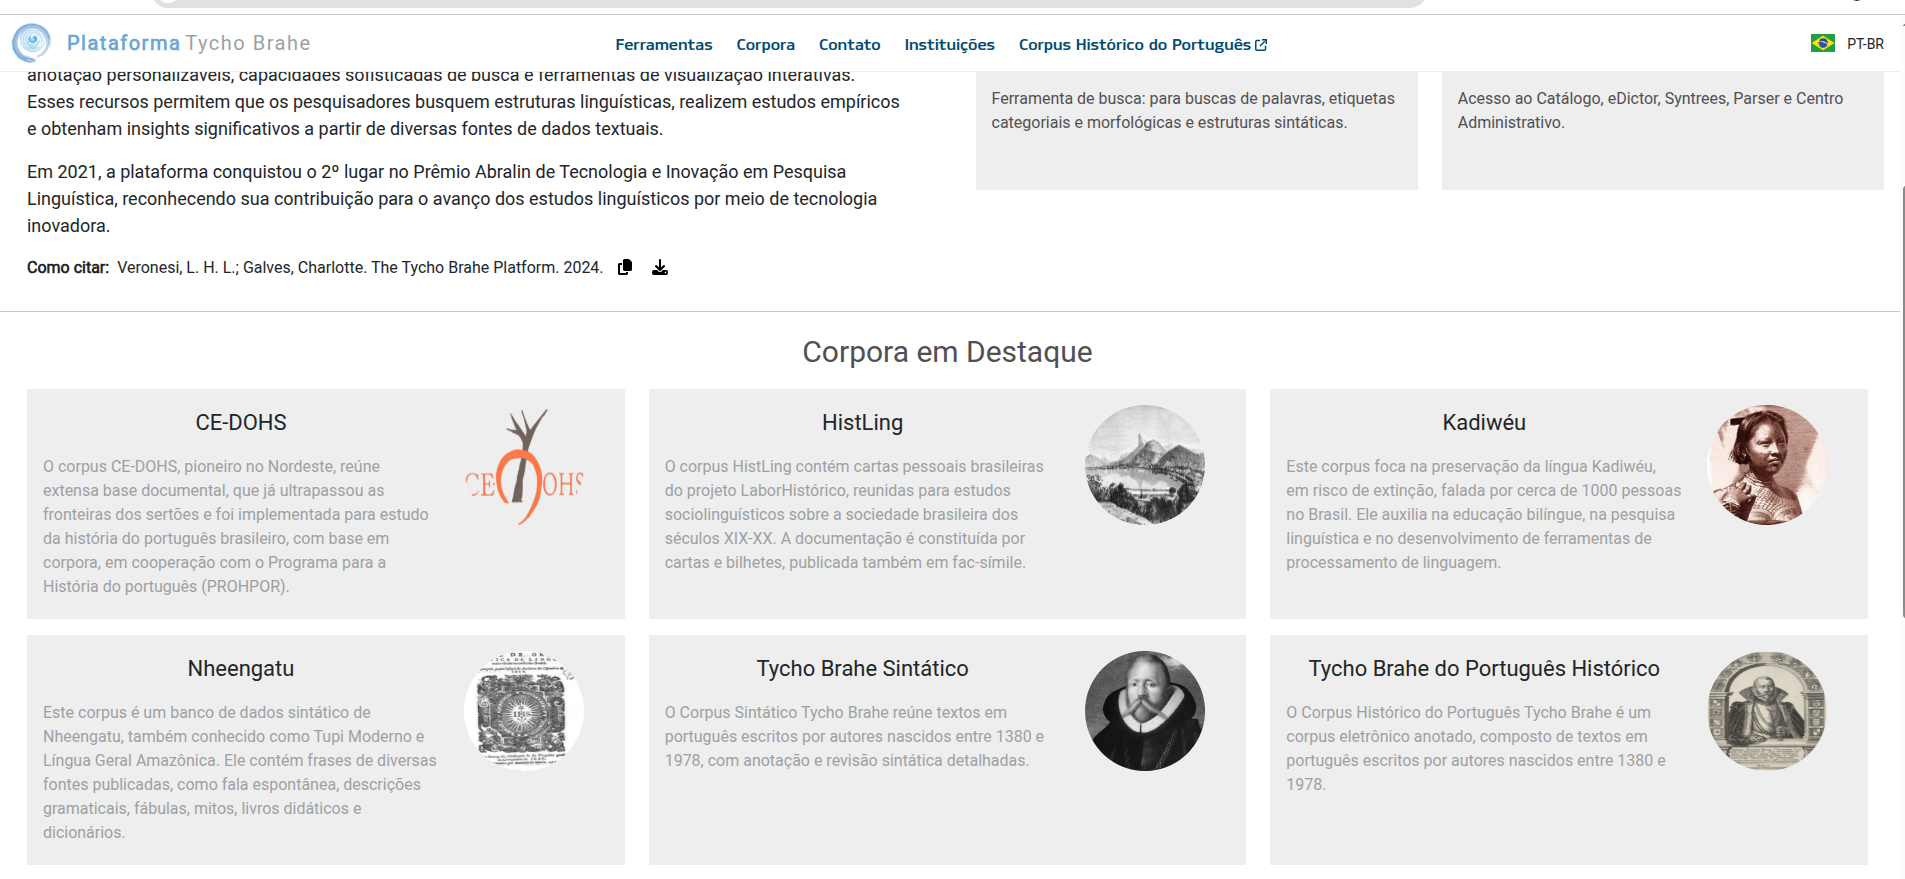 Plataforma Tycho Brahe
Ferramentas
Corpora
Contato
Instituições
Corpus Histórico do Português
PT-BR
anotação personalizáveis, capacidades sofisticadas de busca e ferramentas de visualização interativas.
Esses recursos permitem que os pesquisadores busquem estruturas linguísticas, realizem estudos empíricos
e obtenham insights significativos a partir de diversas fontes de dados textuais.
Em 2021, a plataforma conquistou o 2º lugar no Prêmio Abralin de Tecnologia e Inovação em Pesquisa
Linguística, reconhecendo sua contribuição para o avanço dos estudos linguísticos por meio de tecnologia
inovadora.
Como citar: Veronesi, L. H. L.; Galves, Charlotte. The Tycho Brahe Platform. 2024.
Ferramenta de busca: para buscas de palavras, etiquetas
categoriais e morfológicas e estruturas sintáticas.
Acesso ao Catálogo, eDictor, Syntrees, Parser e Centro
Administrativo.
Corpora em Destaque
CE-DOHS
O corpus CE-DOHS, pioneiro no Nordeste, reúne
extensa base documental, que já ultrapassou as
fronteiras dos sertões e foi implementada para estudo
da história do português brasileiro, com base em
corpora, em cooperação com o Programa para a
História do português (PROHPOR).
CE OHS
HistLing
O corpus HistLing contém cartas pessoais brasileiras
do projeto LaborHistórico, reunidas para estudos
sociolinguísticos sobre a sociedade brasileira dos
séculos XIX-XX. A documentação é constituída por
cartas e bilhetes, publicada também em fac-símile.
Kadiwéu
Este corpus foca na preservação da língua Kadiwéu,
em risco de extinção, falada por cerca de 1000 pessoas
no Brasil. Ele auxilia na educação bilíngue, na pesquisa
linguística e no desenvolvimento de ferramentas de
processamento de linguagem.
Nheengatu
Este corpus é um banco de dados sintático de
Nheengatu, também conhecido como Tupi Moderno e
Língua Geral Amazônica. Ele contém frases de diversas
fontes publicadas, como fala espontânea, descrições
gramaticais, fábulas, mitos, livros didáticos e
dicionários.
Tycho Brahe Sintático
O Corpus Sintático Tycho Brahe reúne textos em
português escritos por autores nascidos entre 1380 e
1978, com anotação e revisão sintática detalhadas.
Tycho Brahe do Português Histórico
O Corpus Histórico do Português Tycho Brahe é um
corpus eletrônico anotado, composto de textos em
português escritos por autores nascidos entre 1380 e
1978.